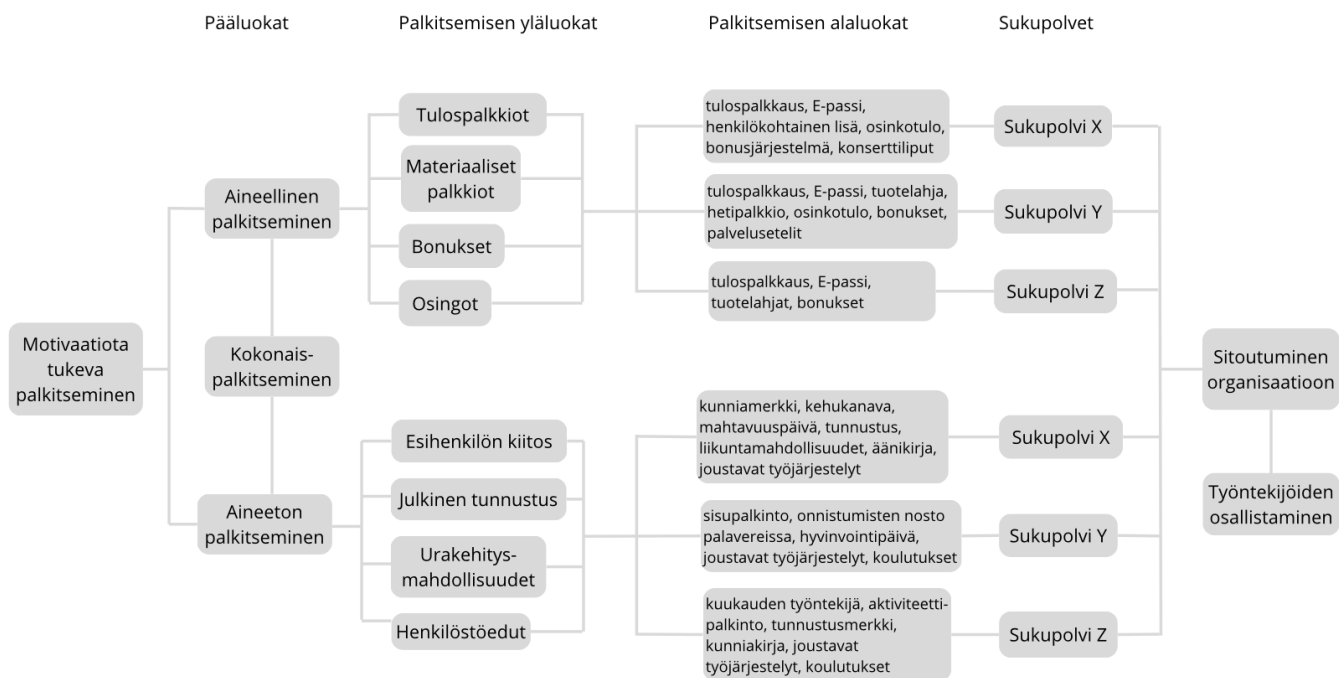 Pääluokat
Palkitsemisen yläluokat
Palkitsemisen alaluokat
Sukupolvet
Motivaatiota
tukeva
palkitseminen
Aineellinen
palkitseminen
Kokonais-
palkitseminen
Aineeton
palkitseminen
Tulospalkkiot
Materiaaliset
palkkiot
Bonukset
Osingot
Esihenkilön kiitos
Julkinen tunnustus
Urakehitys-
mahdollisuudet
Henkilöstöedut
tulospalkkaus, E-passi,
henkilökohtainen lisä, osinkotulo,
bonusjärjestelmä, konserttiliput
tulospalkkaus, E-passi, tuotelahja,
hetipalkkio, osinkotulo, bonukset,
palvelusetelit
tulospalkkaus, E-passi,
tuotelahjat, bonukset
kunniamerkki, kehukanava,
mahtavuuspäivä, tunnustus,
liikuntamahdollisuudet, äänikirja,
joustavat työjärjestelyt
sisupalkinto, onnistumisten nosto
palavereissa, hyvinvointipäivä,
joustavat työjärjestelyt, koulutukset
kuukauden työntekijä, aktiviteetti-
palkinto, tunnustusmerkki,
kunniakirja, joustavat
työjärjestelyt, koulutukset
Sukupolvi X
Sukupolvi Y
Sukupolvi Z
Sukupolvi X
Sukupolvi Y
Sukupolvi Z
Sitoutuminen
organisaatioon
Työntekijöiden
osallistaminen